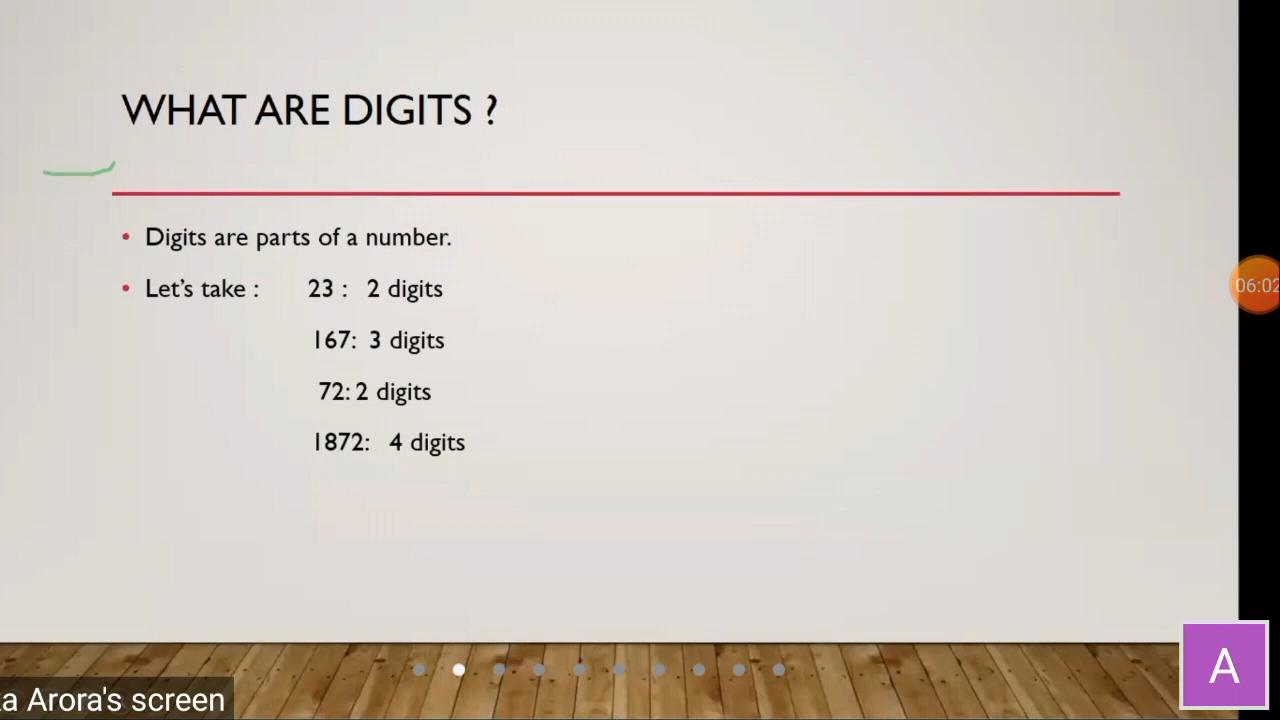 WHAT ARE DIGITS ?
• Digits are parts of a number.
• Let's take : 23 : 2 digits
167: 3 digits
72: 2 digits
1872: 4 digits
06:02
A
a Arora's screen